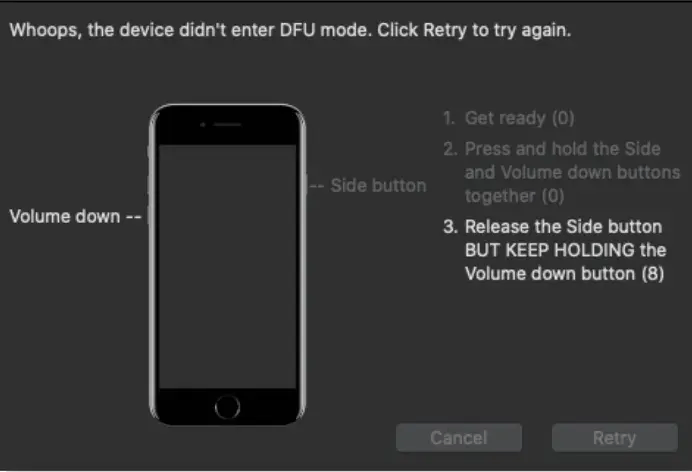 Whoops, the device didn't enter DFU mode. Click Retry to try again.
1. Get ready (0)
2. Press and hold the Side
and Volume down buttons
together (0)
-- Side button
Volume down --
3. Release the Side button
BUT KEEP HOLDING the
Volume down button (8)
Cancel
Retry